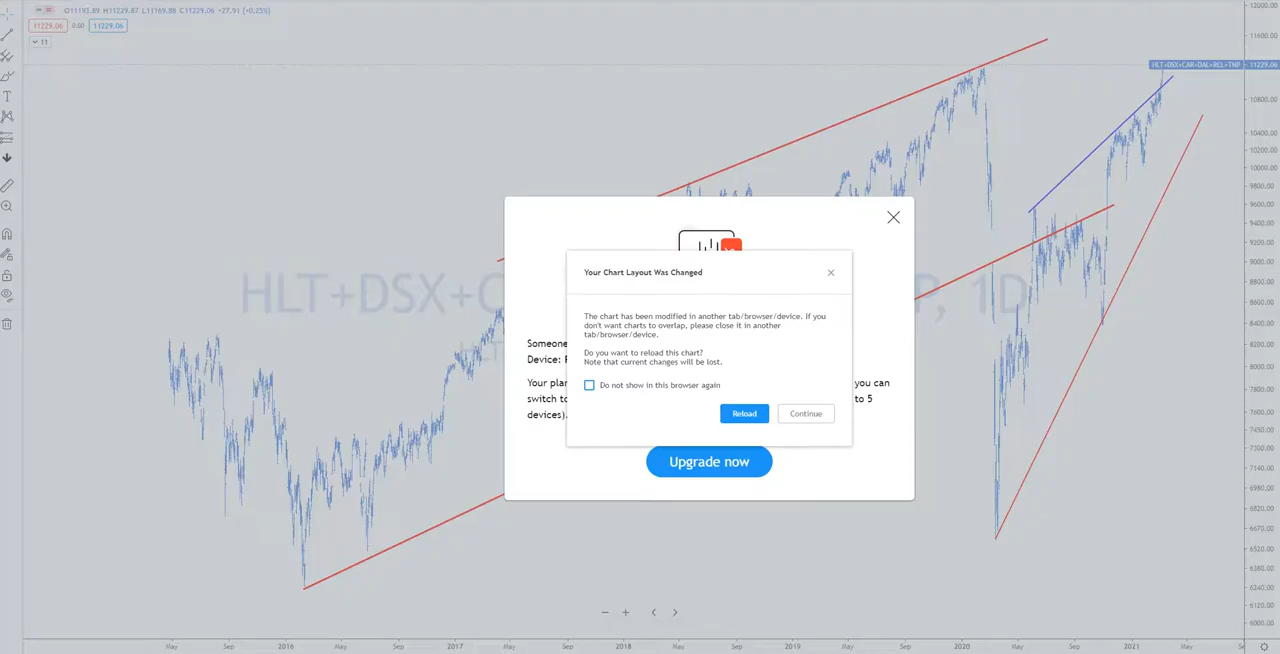 O11193.89 H11229.87 L11169.88 C11229.06 +27.91 (+0.25%)
11229.06 0.00 11229.06
11
HLT+DSX+CAR+DAL+REL+TNP 11229.06
12000.00
11600.00
10800.00
10400.00
10200.00
10000.00
9800.00
9600.00
9400.00
9200.00
9000.00
8800.00
8600.00
8400.00
8200.00
8000.00
7800.00
7600.00
7450.00
7300.00
7140.00
6980.00
6820.00
6670.00
6520.00
6380.00
6240.00
6120.00
6000.00
HLT+DSX+C
P, 1D
HLT
Your Chart Layout Was Changed
The chart has been modified in another tab/browser/device. If you
don't want charts to overlap, please close it in another
tab/browser/device.
Do you want to reload this chart?
Note that current changes will be lost.
Do not show in this browser again
Reload Continue
Someone
Device:
Your plan
you can
switch to
to 5
devices).
Upgrade now
May Sep 2016 May Sep 2017 May Sep 2018 May Sep 2019 May Sep 2020 May Sep 2021 May